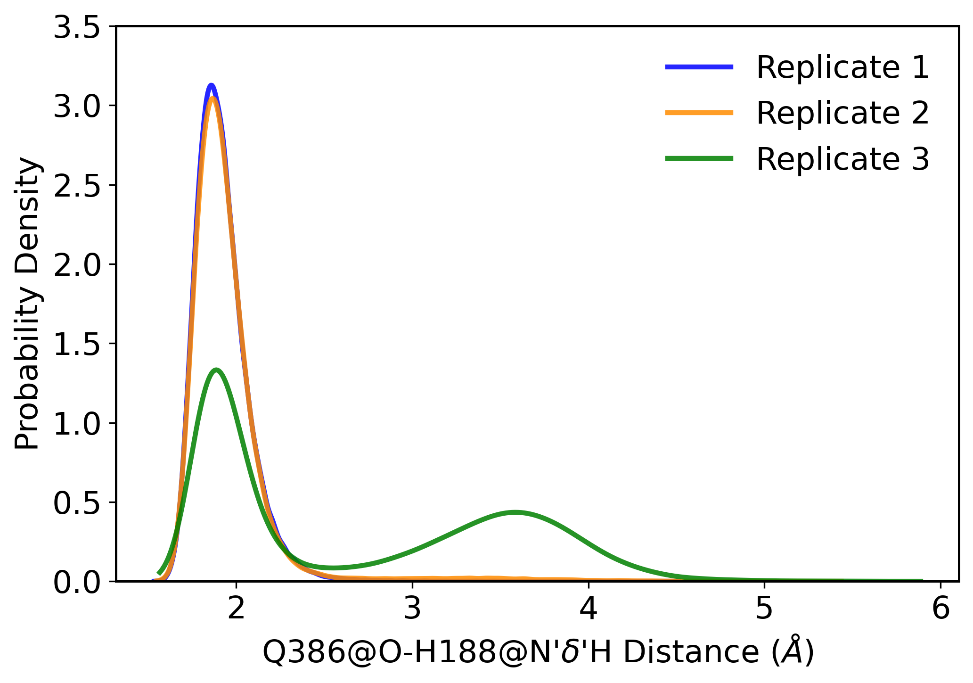 3.5
3.0
2.5
2.0
1.5
1.0
0.5
0.0
Probability Density
Replicate 1
Replicate 2
Replicate 3
2 3 4 5 6
Q386@O-H188@N'δ'H Distance (Å)